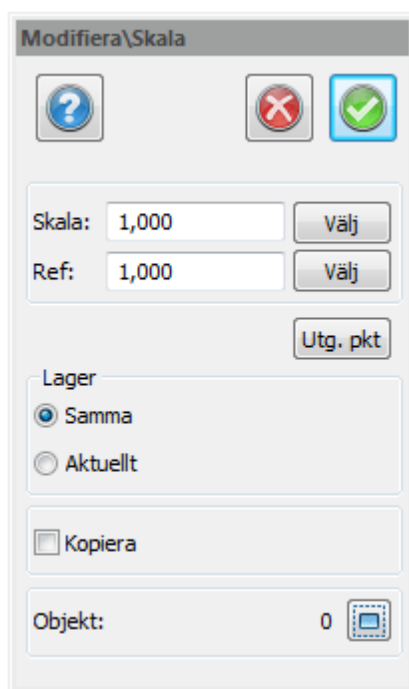 Modifiera\Skala
?
Skala: 1,000 Välj
Ref: 1,000 Välj
Utg. pkt
Lager
Samma
Aktuellt
Kopiera
Objekt: 0